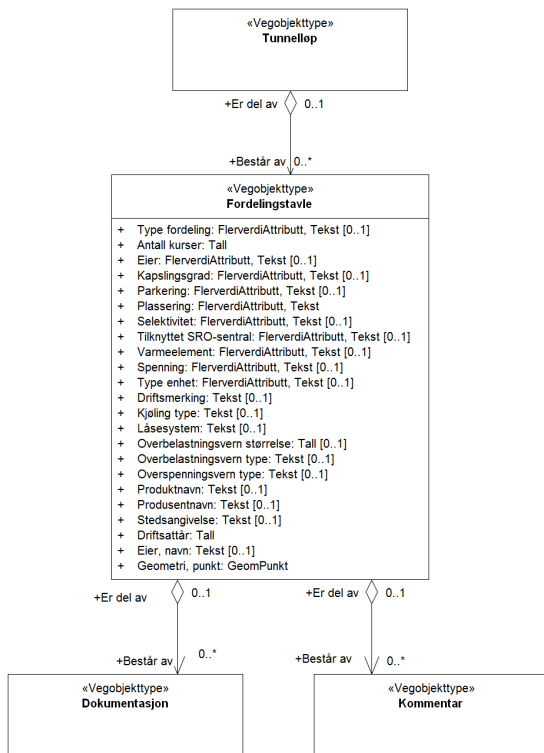 «Vegobjekttype»
Tunnelløp
+Er del av 0..1
+Består av 0..*
«Vegobjekttype»
Fordelingstavle
+ Type fordeling: FlerverdiAttributt, Tekst [0..1]
+ Antall kurser: Tall
+ Eier: FlerverdiAttributt, Tekst [0..1]
+ Kapslingsgrad: FlerverdiAttributt, Tekst [0..1]
+ Parkering: FlerverdiAttributt, Tekst [0..1]
+ Plassering: FlerverdiAttributt, Tekst
+ Selektivitet: FlerverdiAttributt, Tekst [0..1]
+ Tilknyttet SRO-sentral: FlerverdiAttributt, Tekst [0..1]
+ Varmeelement: FlerverdiAttributt, Tekst [0..1]
+ Spenning: FlerverdiAttributt, Tekst [0..1]
+ Type enhet: FlerverdiAttributt, Tekst [0..1]
+ Driftsmerking: Tekst [0..1]
+ Kjøling type: Tekst [0..1]
+ Låsesystem: Tekst [0..1]
+ Overbelastningsvern størrelse: Tall [0..1]
+ Overbelastningsvern type: Tekst [0..1]
+ Overspenningsvern type: Tekst [0..1]
+ Produktnavn: Tekst [0..1]
+ Produsentnavn: Tekst [0..1]
+ Stedsangivelse: Tekst [0..1]
+ Driftsattår: Tall
+ Eier, navn: Tekst [0..1]
+ Geometri, punkt: GeomPunkt
+Er del av 0..1 +Er del av 0..1
+Består av 0..* +Består av 0..*
«Vegobjekttype» «Vegobjekttype»
Dokumentasjon Kommentar